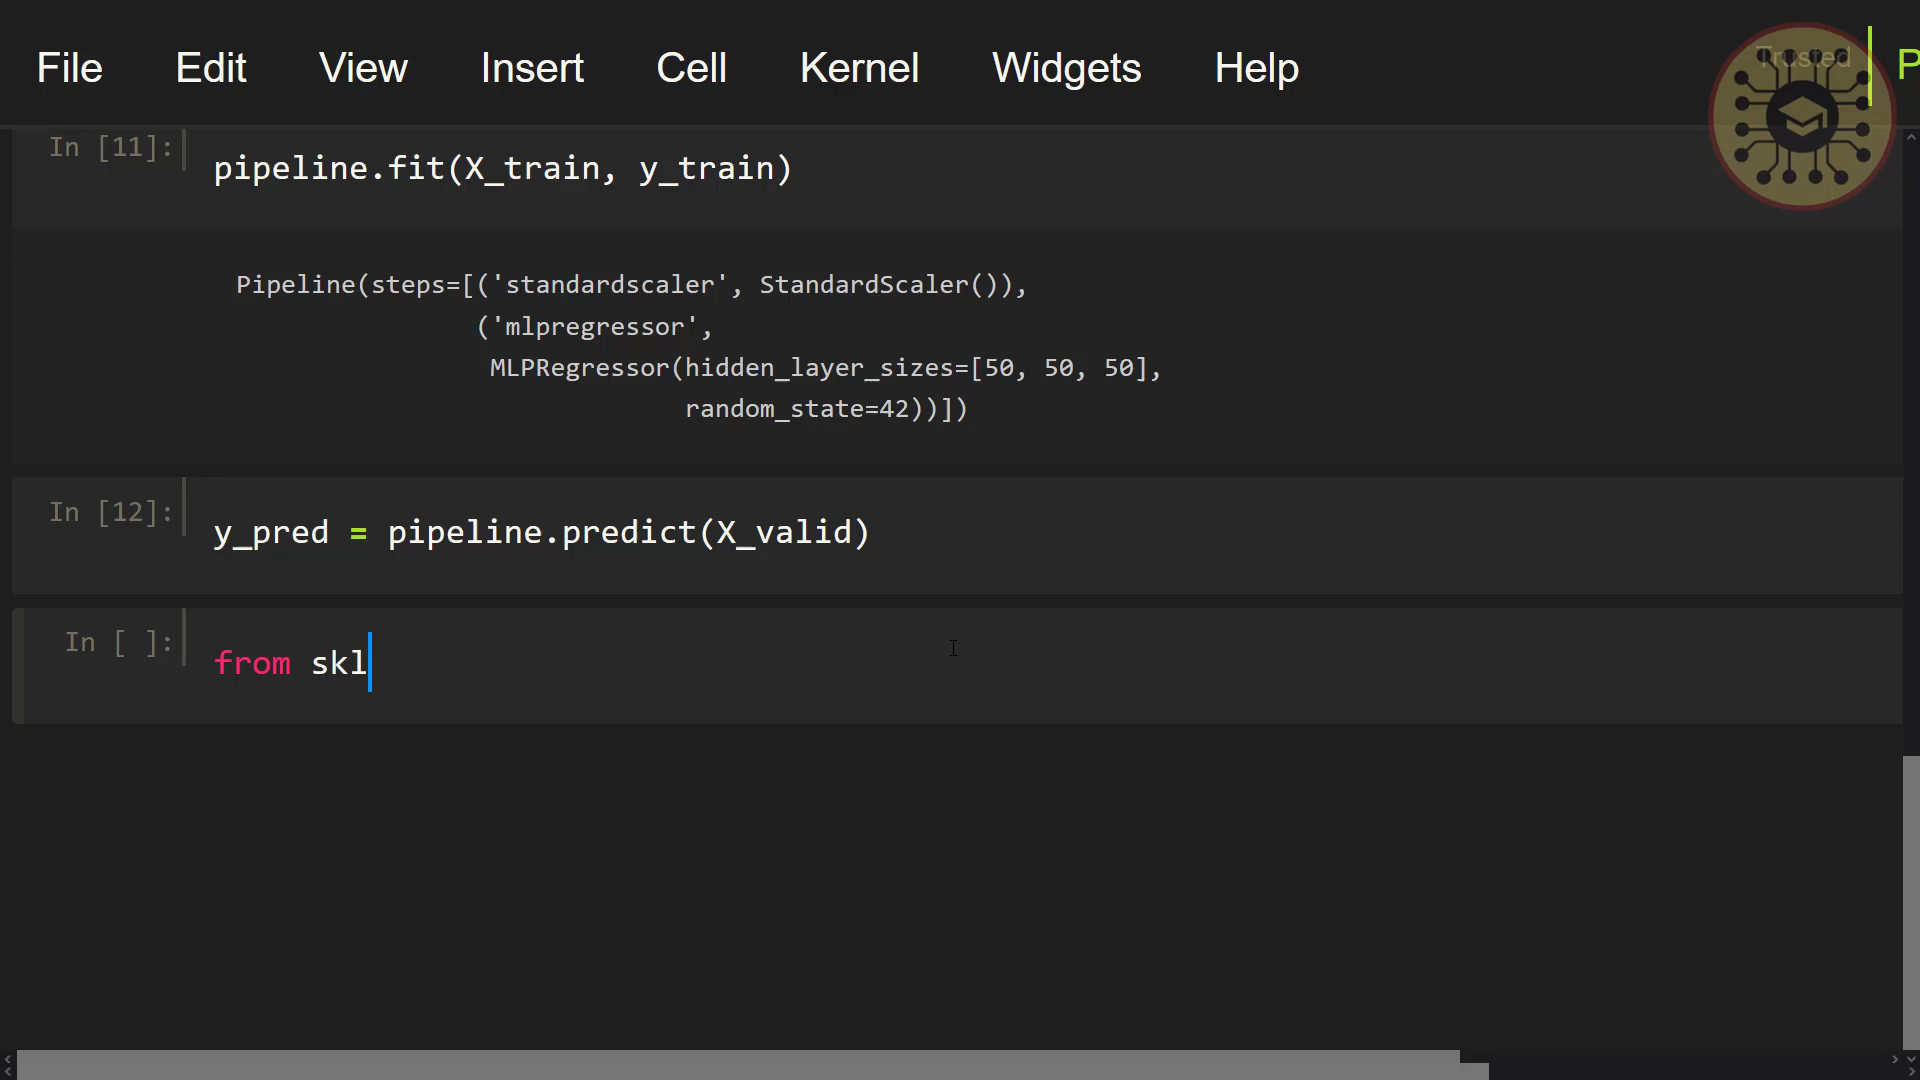 File Edit View Insert Cell Kernel Widgets Help Trusted P
In [11]: pipeline.fit(X_train, y_train)
Pipeline(steps=[('standardscaler', StandardScaler()),
('mlpregressor',
MLPRegressor(hidden_layer_sizes=[50, 50, 50],
random_state=42))])
In [12]: y_pred = pipeline.predict(X_valid)
In [ ]: from skl